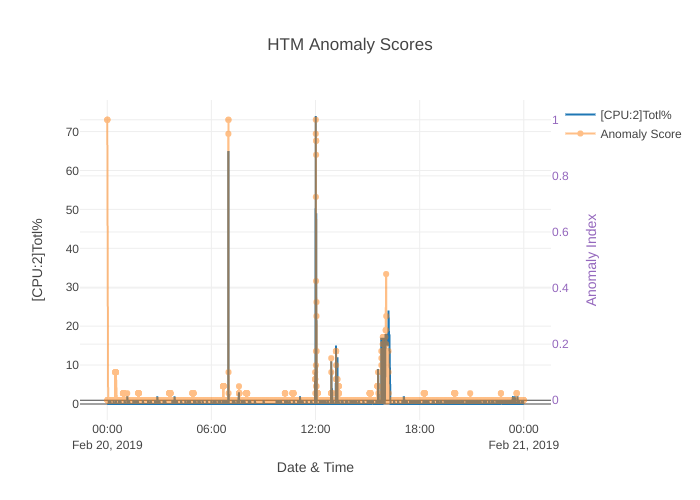 HTM Anomaly Scores
[CPU:2]Totl%
Anomaly Score
70
60
50
40
30
20
10
0
1
0.8
0.6
0.4
0.2
0
[CPU:2]Totl%
Anomaly Index
00:00
06:00
12:00
18:00
00:00
Feb 20, 2019
Feb 21, 2019
Date & Time